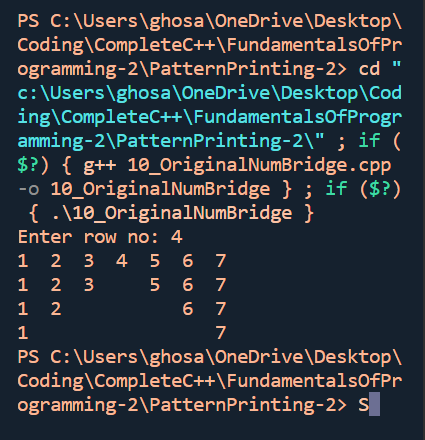 PS C:\Users\ghosa\OneDrive\Desktop\
Coding\CompleteC++\FundamentalsOfPr
ogramming-2\PatternPrinting-2> cd "
c:\Users\ghosa\OneDrive\Desktop\Cod
ing\CompleteC++\FundamentalsOfProgr
amming-2\PatternPrinting-2\" ; if (
$?) { g++ 10_OriginalNumBridge.cpp
-o 10_OriginalNumBridge } ; if ($?)
 { .\10_OriginalNumBridge }
Enter row no: 4
1  2  3  4  5  6  7
1  2  3     5  6  7
1  2           6  7
1                 7
PS C:\Users\ghosa\OneDrive\Desktop\
Coding\CompleteC++\FundamentalsOfPr
ogramming-2\PatternPrinting-2> S